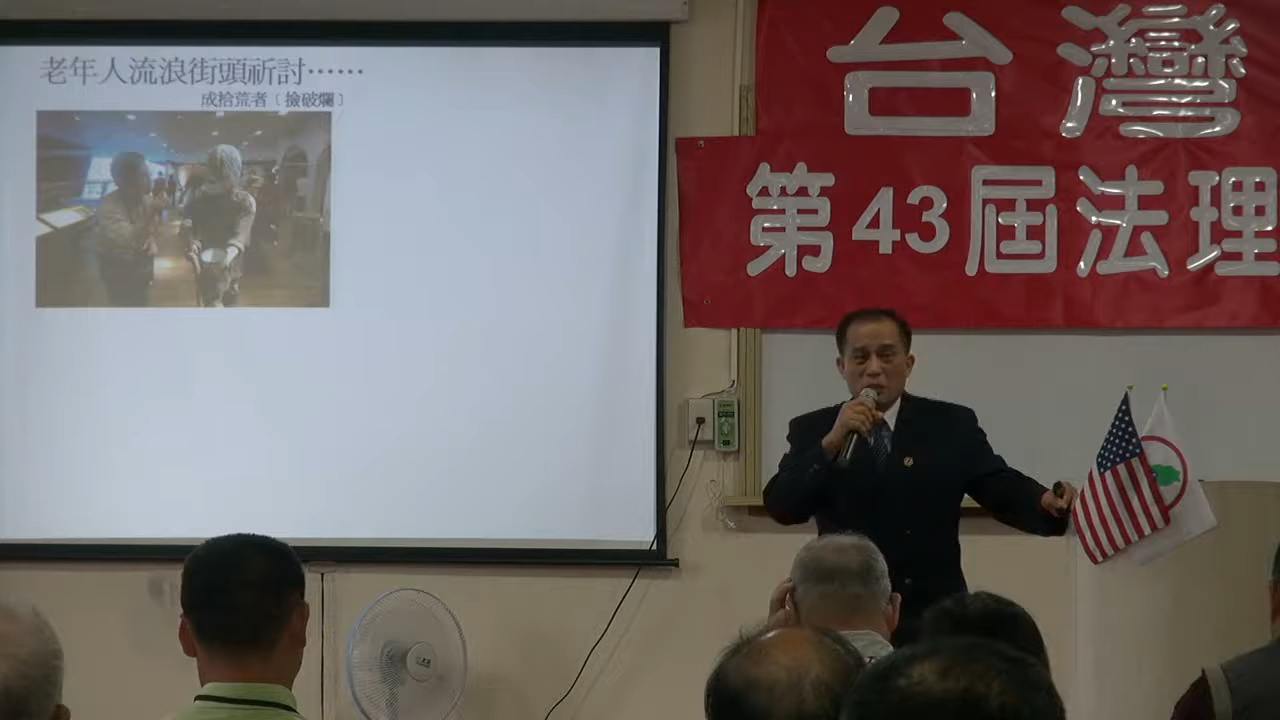 老年人流浪街頭祈討……
成拾荒者〔撿破爛〕
台灣
第43屆法理